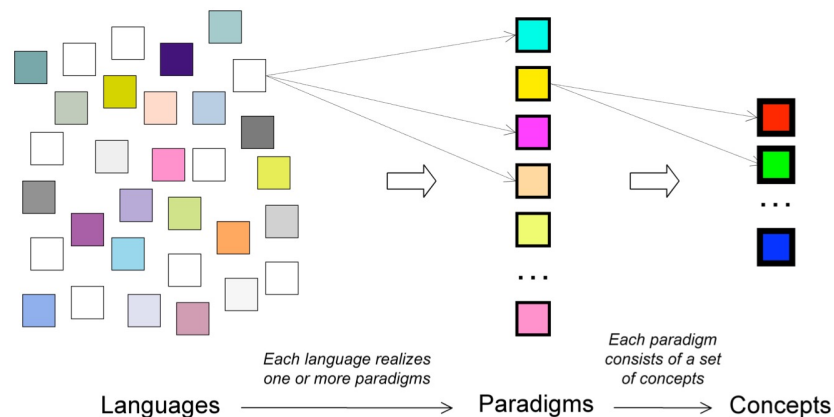 ...
...
Each language realizes
one or more paradigms
Each paradigm
consists of a set
of concepts
Languages
Paradigms
Concepts